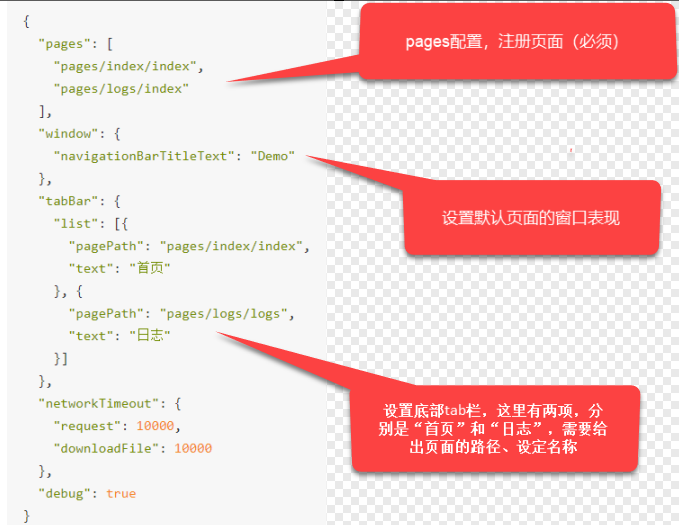 {
"pages": [
"pages/index/index",
"pages/logs/index"
],
"window": {
"navigationBarTitleText": "Demo"
},
"tabBar": {
"list": [{
"pagePath": "pages/index/index",
"text": "首页"
}, {
"pagePath": "pages/logs/logs",
"text": "日志"
}]
},
"networkTimeout": {
"request": 10000,
"downloadFile": 10000
},
"debug": true
}
pages配置，注册页面（必须）
设置默认页面的窗口表现
设置底部tab栏，这里有两项，分
别是“首页”和“日志”，需要给
出页面的路径、设定名称